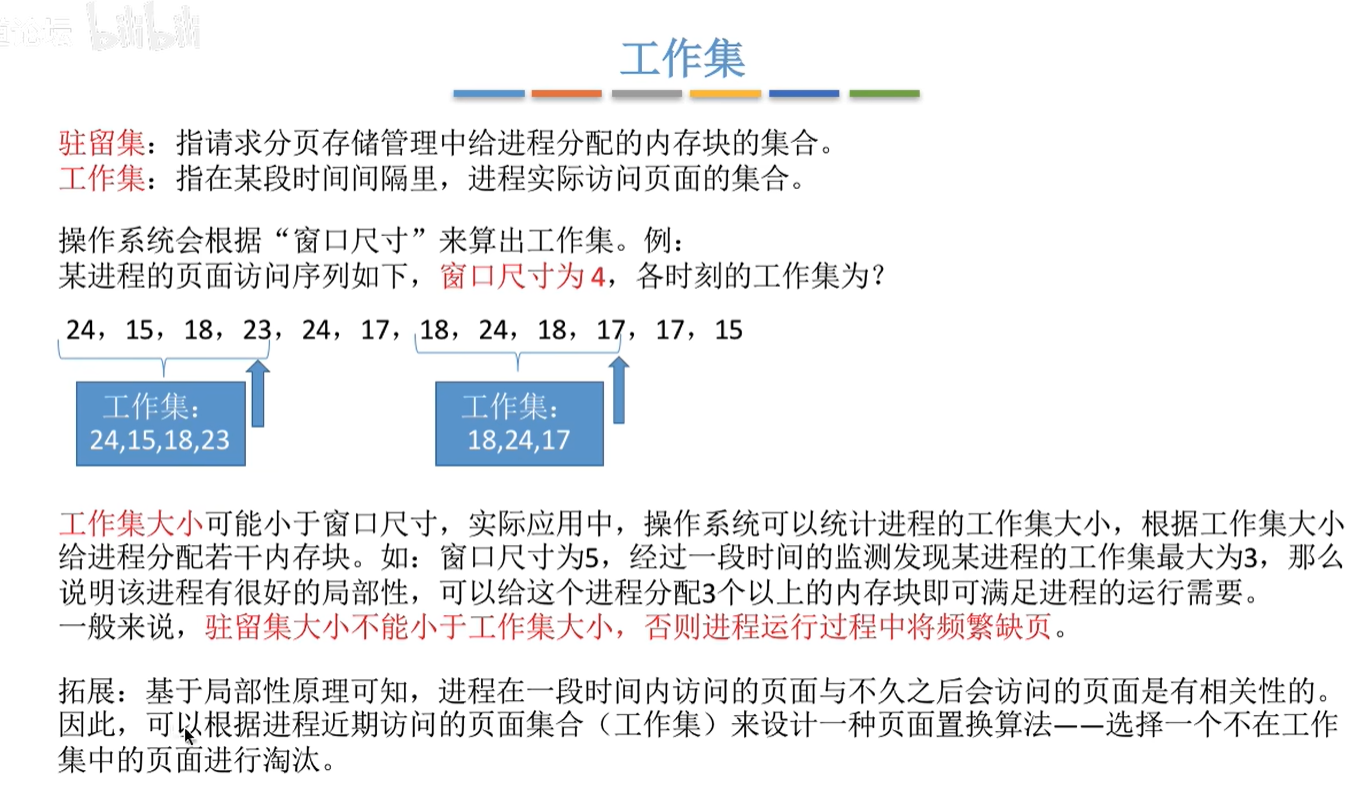 论坛 bilibili
工作集
驻留集：指请求分页存储管理中给进程分配的内存块的集合。
工作集：指在某段时间间隔里，进程实际访问页面的集合。
操作系统会根据“窗口尺寸”来算出工作集。例：
某进程的页面访问序列如下，窗口尺寸为 4，各时刻的工作集为？
24，15，18，23，24，17，18，24，18，17，17，15
工作集：
24,15,18,23
工作集：
18,24,17
工作集大小可能小于窗口尺寸，实际应用中，操作系统可以统计进程的工作集大小，根据工作集大小
给进程分配若干内存块。如：窗口尺寸为5，经过一段时间的监测发现某进程的工作集最大为3，那么
说明该进程有很好的局部性，可以给这个进程分配3个以上的内存块即可满足进程的运行需要。
一般来说，驻留集大小不能小于工作集大小，否则进程运行过程中将频繁缺页。
拓展：基于局部性原理可知，进程在一段时间内访问的页面与不久之后会访问的页面是有相关性的。
因此，可以根据进程近期访问的页面集合（工作集）来设计一种页面置换算法——选择一个不在工作
集中的页面进行淘汰。